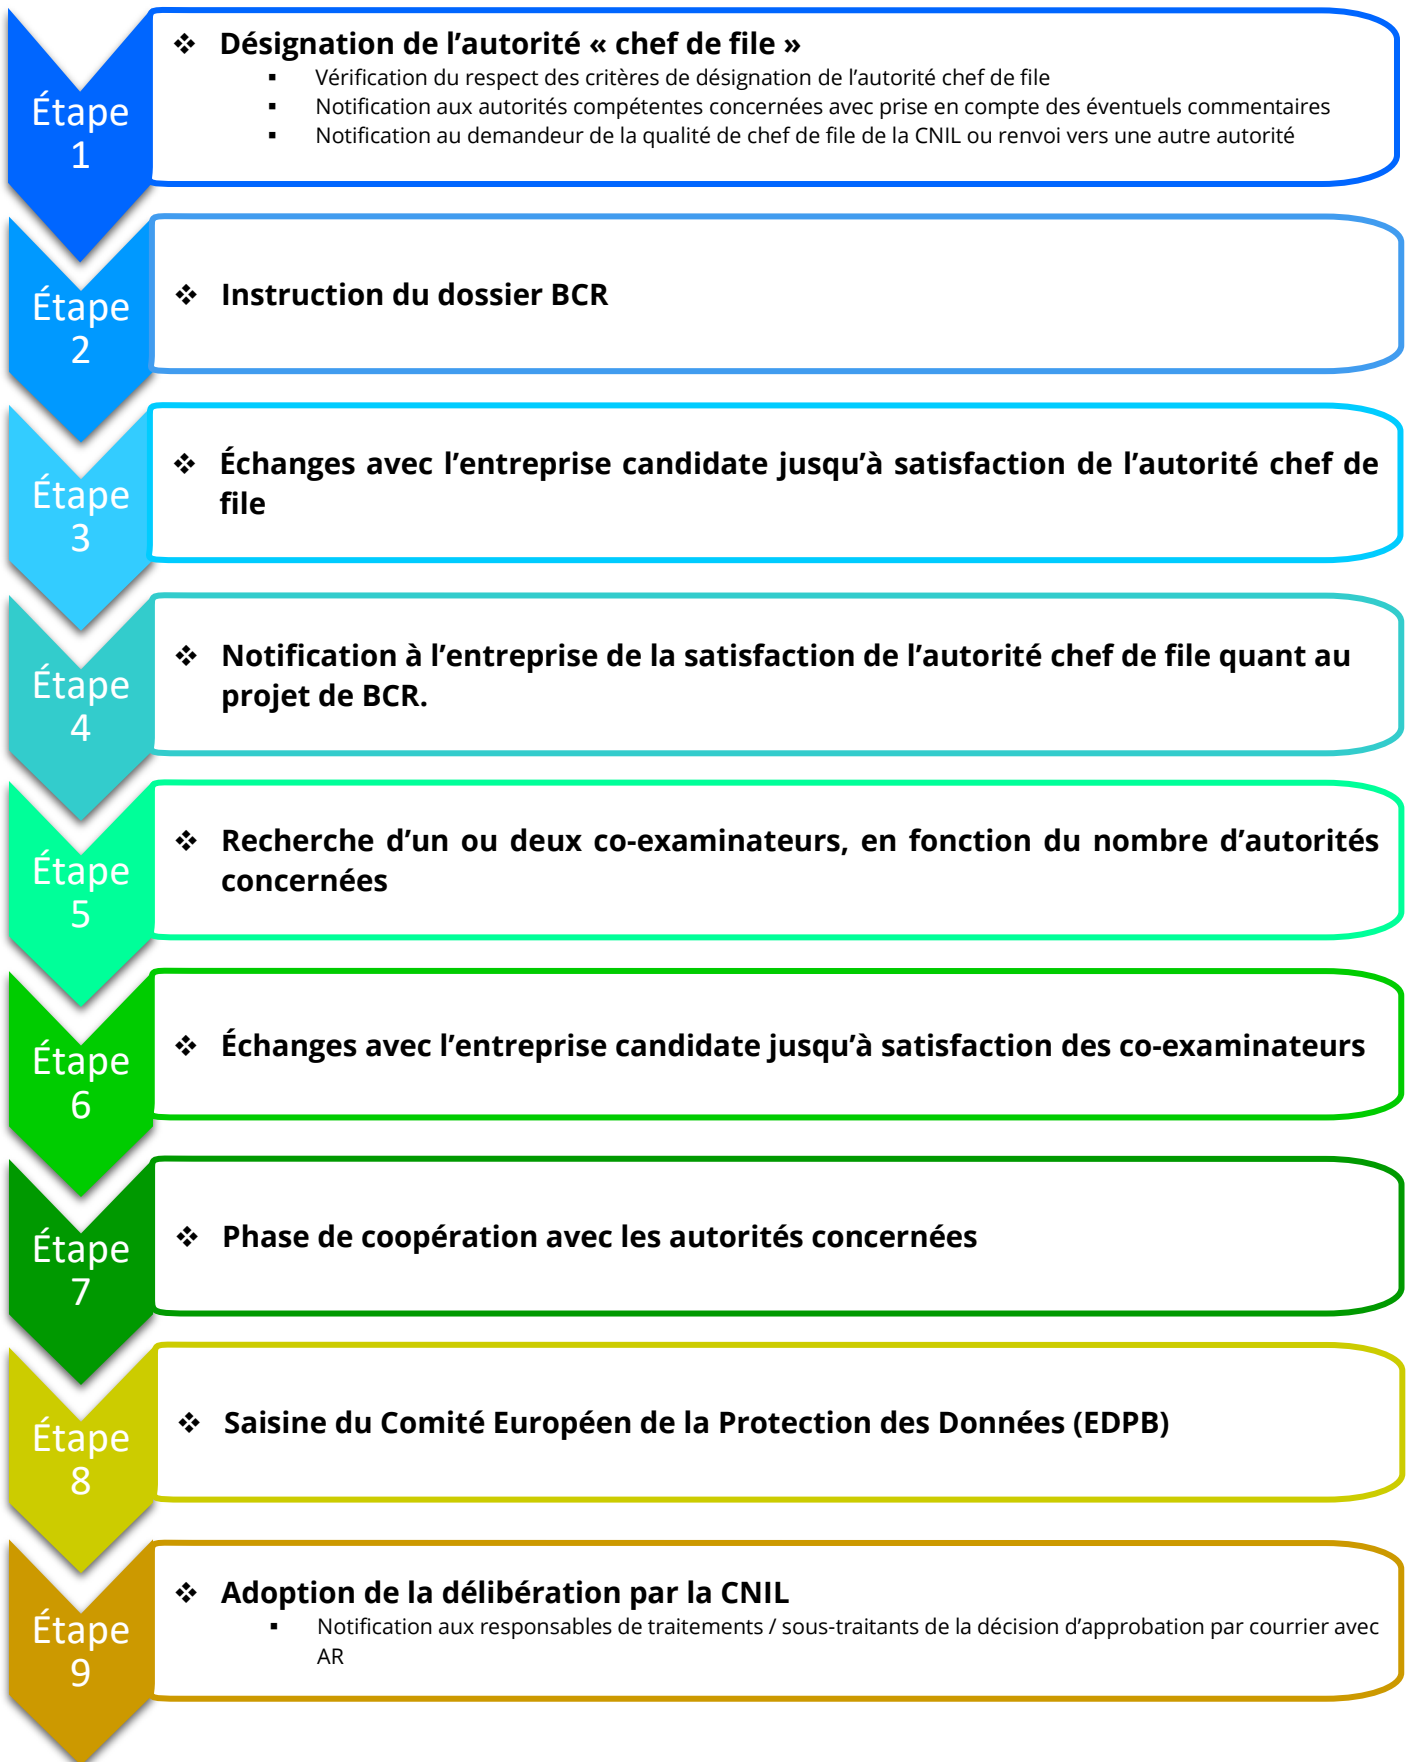 Étape
1
❖ Désignation de l’autorité « chef de file »
▪ Vérification du respect des critères de désignation de l’autorité chef de file
▪ Notification aux autorités compétentes concernées avec prise en compte des éventuels commentaires
▪ Notification au demandeur de la qualité de chef de file de la CNIL ou renvoi vers une autre autorité
Étape
2
❖ Instruction du dossier BCR
Étape
3
❖ Échanges avec l’entreprise candidate jusqu’à satisfaction de l’autorité chef de
file
Étape
4
❖ Notification à l’entreprise de la satisfaction de l’autorité chef de file quant au
projet de BCR.
Étape
5
❖ Recherche d’un ou deux co-examinateurs, en fonction du nombre d’autorités
concernées
Étape
6
❖ Échanges avec l’entreprise candidate jusqu’à satisfaction des co-examinateurs
Étape
7
❖ Phase de coopération avec les autorités concernées
Étape
8
❖ Saisine du Comité Européen de la Protection des Données (EDPB)
Étape
9
❖ Adoption de la délibération par la CNIL
▪ Notification aux responsables de traitements / sous-traitants de la décision d’approbation par courrier avec
AR